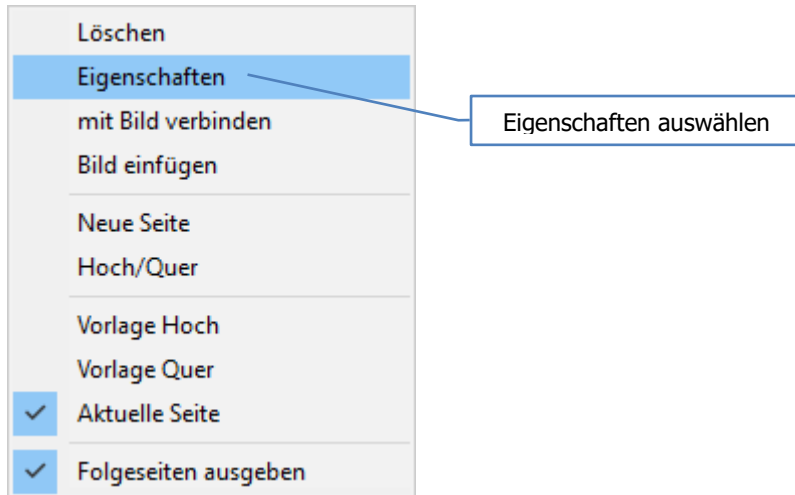 Löschen
Eigenschaften
Eigenschaften auswählen
mit Bild verbinden
Bild einfügen
Neue Seite
Hoch/Quer
Vorlage Hoch
Vorlage Quer
Aktuelle Seite
Folgeseiten ausgeben